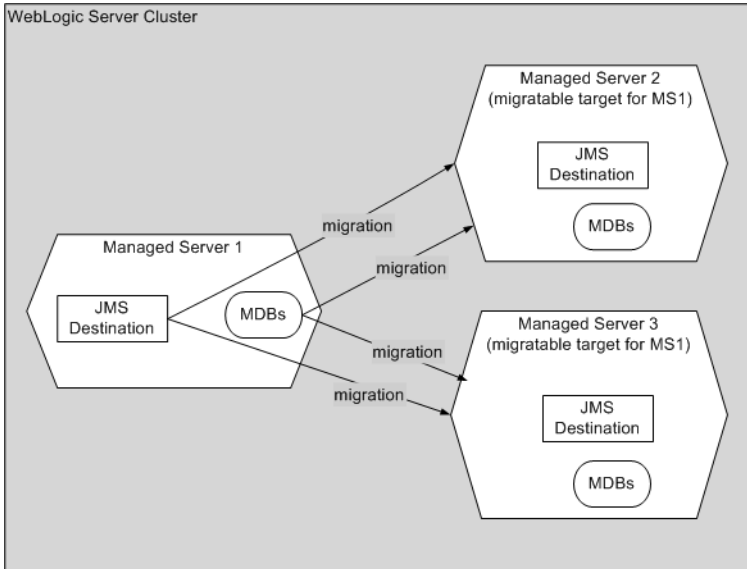 WebLogic Server Cluster
Managed Server 2
(migratable target for MS1)
JMS
Destination
MDBs
migration
migration
Managed Server 1
JMS
Destination
MDBs
migration
migration
Managed Server 3
(migratable target for MS1)
JMS
Destination
MDBs